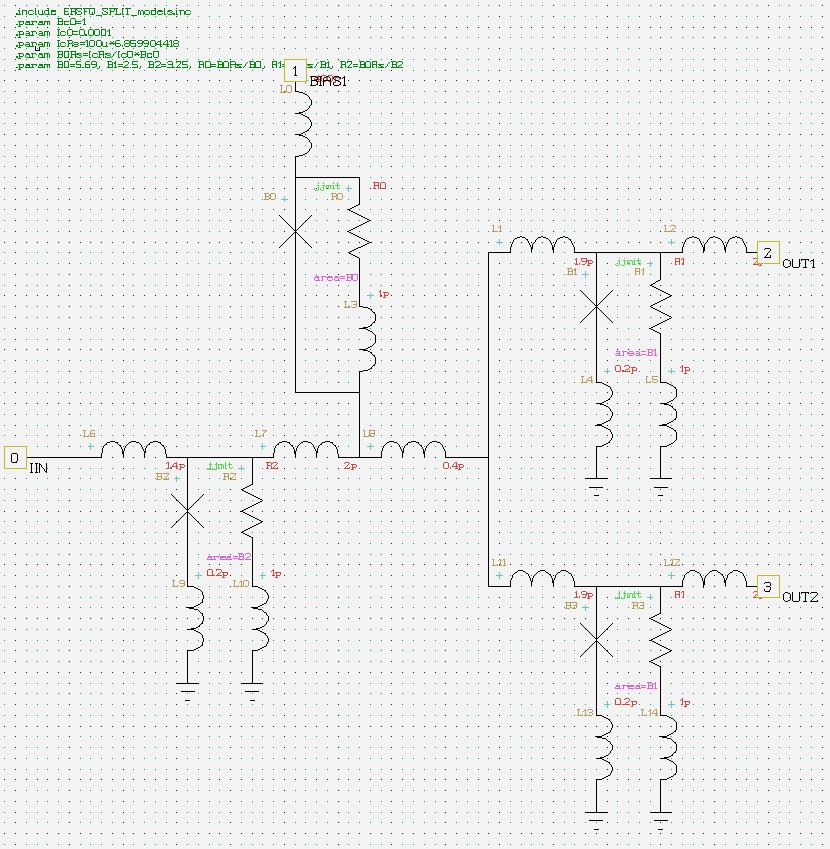 .include ERSFQ_SPLIT_models.inc
.param Bc0=1
.param Ic0=0.0001
.param IcRs=100u*6.859904418
.param B0Rs=IcRs/Ic0*Bc0
.param B0=5.69, B1=2.5, B2=3.25, R0=B0Rs/B0, R1= s/B1, R2=B0Rs/B2
1
BIAS1
L0
jjmit
R0
B0
R0
area=B0
1p
L3
L1
L2
2
OUT1
1.9p
jjmit
R1
B1
R1
area=B1
0.2p
1p
L4
L5
L6
L7
L8
0
IIN
1.4p
jjmit
R2
2p
0.4p
B2
R2
area=B2
0.2p
1p
L9
L10
L11
L12
3
OUT2
1.9p
jjmit
R1
B3
R3
area=B1
0.2p
1p
L13
L14